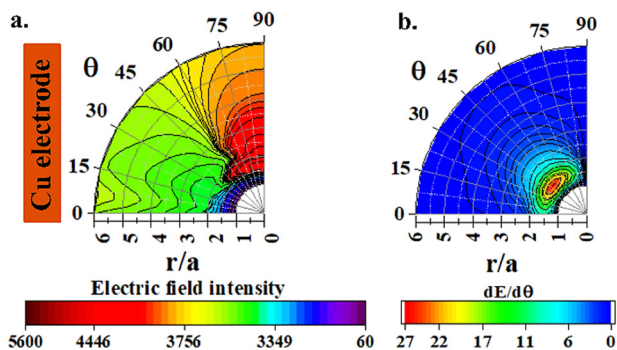 a.
Cu electrode
θ
0 15 30 45 60 75 90
6 5 4 3 2 1 0
r/a
Electric field intensity
5600 4446 3756 3349 60
b.
θ
0 15 30 45 60 75 90
6 5 4 3 2 1 0
r/a
dE/dθ
27 22 17 11 6 0